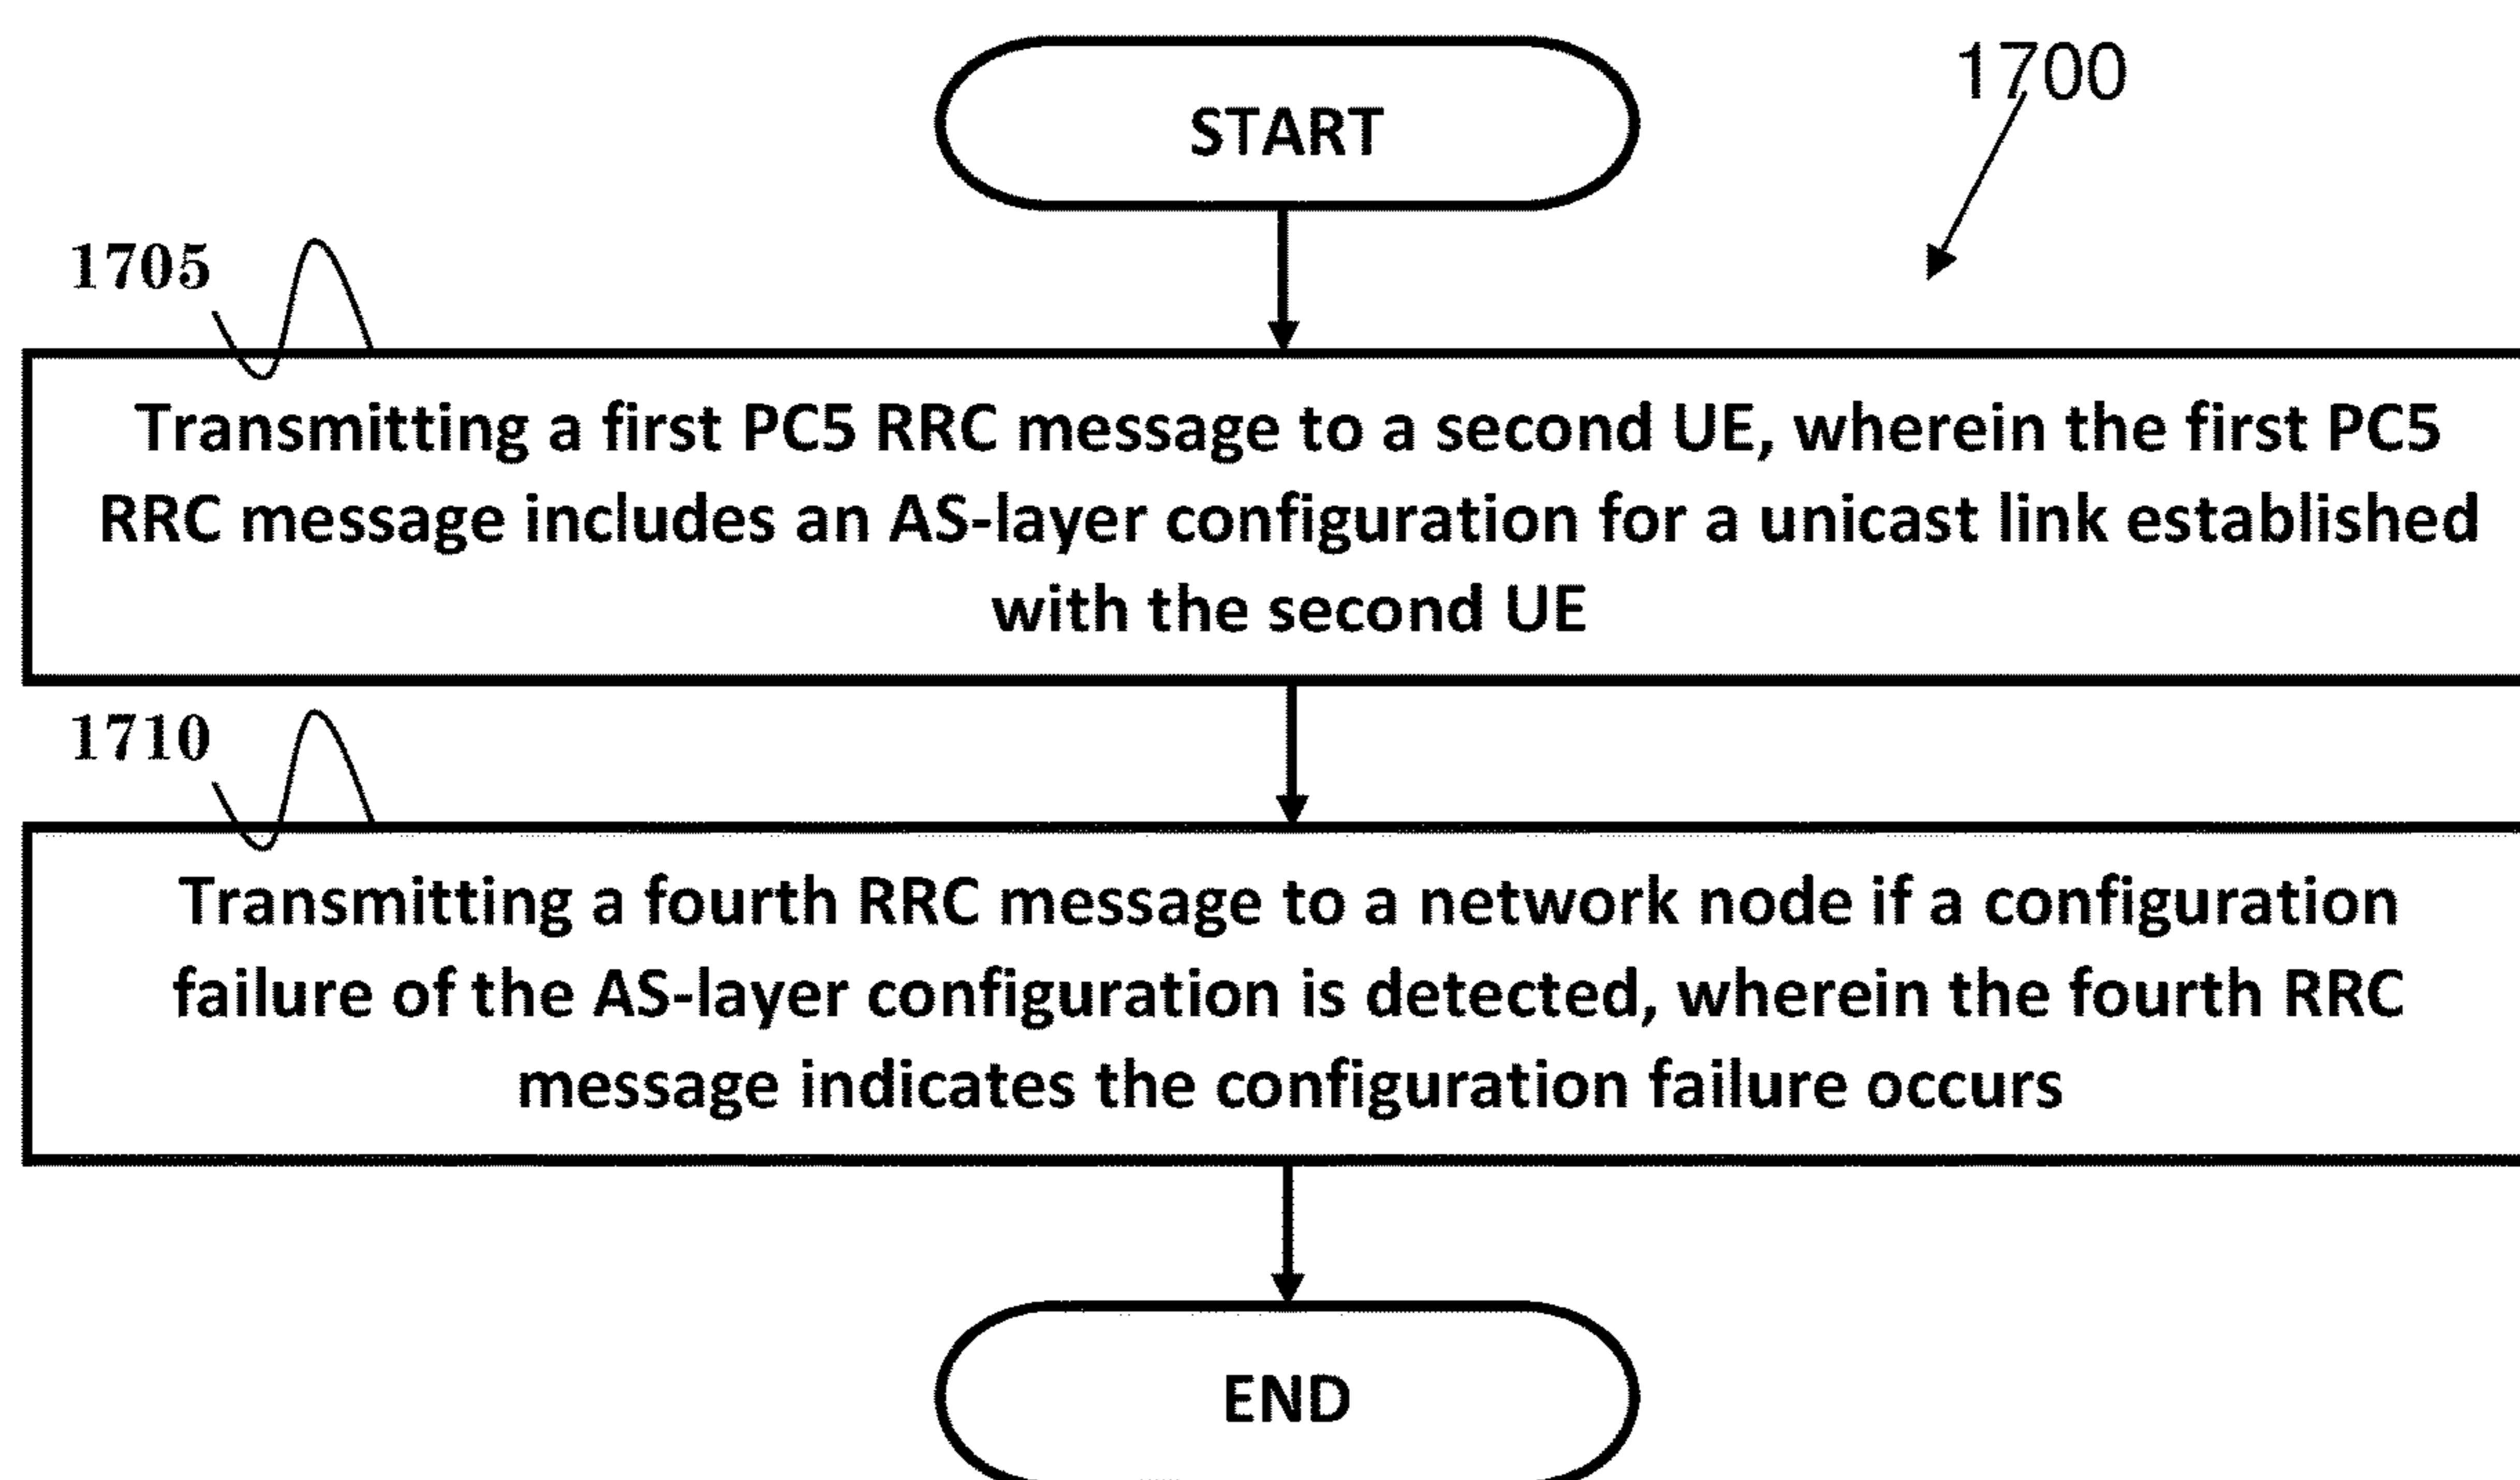 START
1700
1705
Transmitting a first PC5 RRC message to a second UE, wherein the first PC5
RRC message includes an AS-layer configuration for a unicast link established
with the second UE
1710
Transmitting a fourth RRC message to a network node if a configuration
failure of the AS-layer configuration is detected, wherein the fourth RRC
message indicates the configuration failure occurs
END